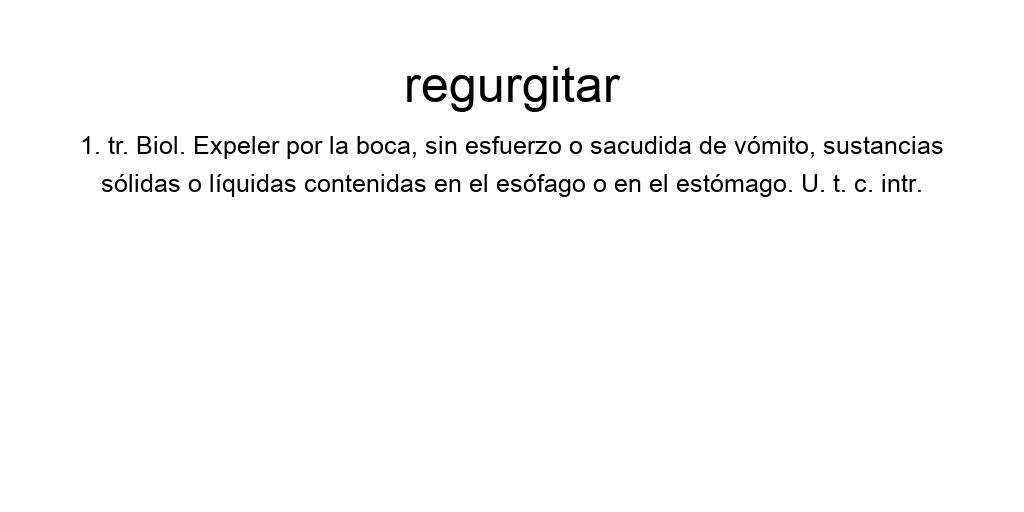 regurgitar
1. tr. Biol. Expeler por la boca, sin esfuerzo o sacudida de vómito, sustancias
sólidas o líquidas contenidas en el esófago o en el estómago. U. t. c. intr.